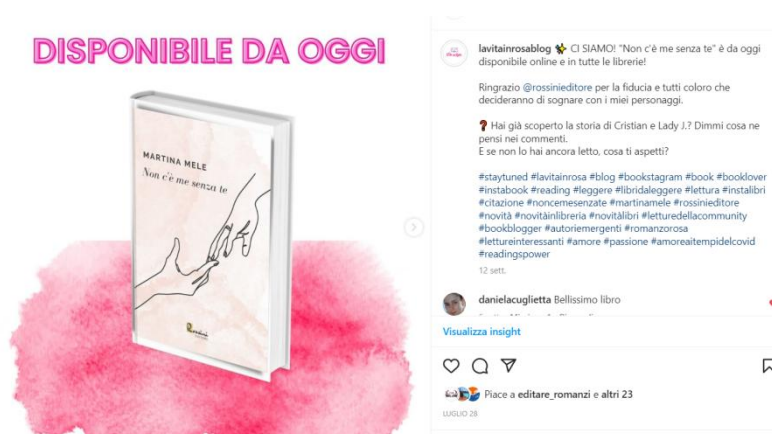 DISPONIBILE DA OGGI
MARTINA MELE
Non c'è me senza te
lavitainrosablog CI SIAMO! "Non c'è me senza te" è da oggi
disponibile online e in tutte le librerie!
Ringrazio @rossinieditore per la fiducia e tutti coloro che
decideranno di sognare con i miei personaggi.
Hai già scoperto la storia di Cristian e Lady J.? Dimmi cosa ne
pensi nei commenti.
E se non lo hai ancora letto, cosa ti aspetti?
#staytuned #lavitainrosa #blog #bookstagram #book #booklover
#instabook #reading #leggere #libridaleggere #lettura #instalibri
#citazione #noncemesenzate #martinamele #rossinieditore
#novità #novitàinlibreria #novitàlibri #letturedellacommunity
#bookblogger #autoriemergenti #romanzorosa
#lettureinteressanti #amore #passione #amoreaitempidelcovid
#readingspower
12 sett.
danielacuglietta Bellissimo libro
Visualizza insight
Piace a editare_romanzi e altri 23
LUGLIO 28